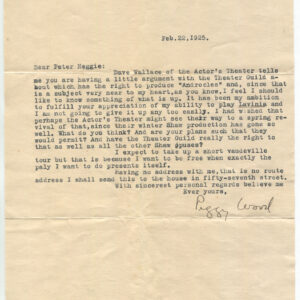 Feb.22,1925.
Dear Peter Heggie:
Dave Wallace of the Actor's Theater tells
me you are having a little argument with the Theater Guild a-
bout which has the right to produce "Androcles" and, since that
is a subject very near to my heart,as you know,I feel I should
like to know something of what is up. It has been my ambition
to fulfill your appreciation of my ability to play Lavinia and
I am not going to give it up any too easily. I had wished that
perhaps the Actor's Theater might see their way to a spring re-
vival of that,since their winter Shaw production has gone so
well. What do you think? And are your plans such that they
would permit? And have the Theater Guild really the right to
that as well as all the other Shaw opuses?
I expect to take up a short vaudeville
tour but that is because I want to be free when exactly the
paly I want to do presents itself.
Having no address with me,that is no route
address I shall send this to the house in fifty-seventh street.
With sincerest personal regards believe me
Ever yours.
Peggy Wood